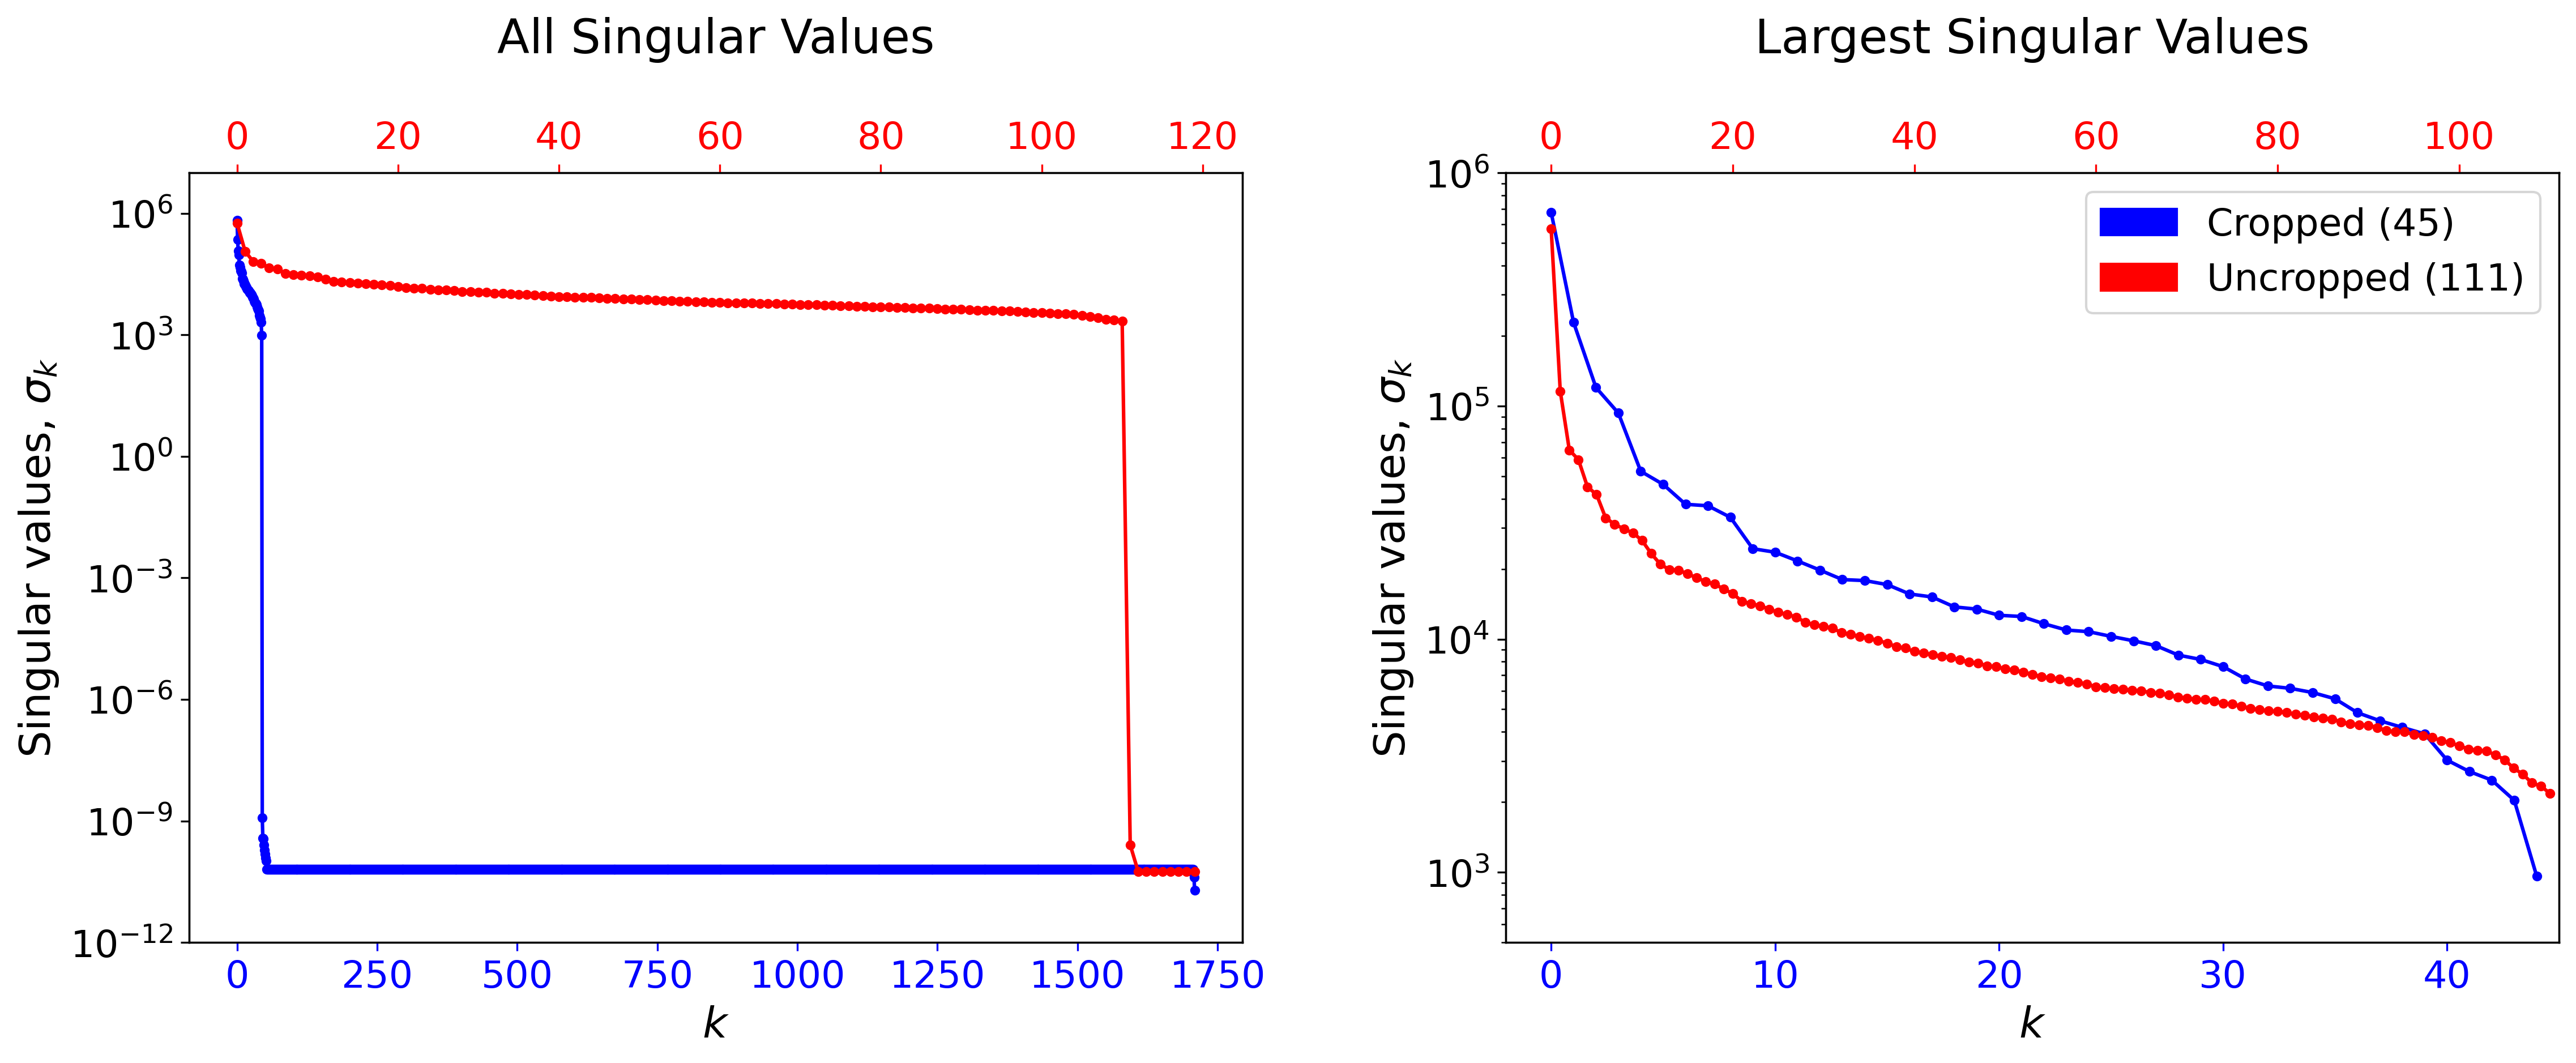 All Singular Values
0 20 40 60 80 100 120
10^6
10^3
10^0
10^−3
10^−6
10^−9
10^−12
Singular values, σ_k
0 250 500 750 1000 1250 1500 1750
k
Largest Singular Values
0 20 40 60 80 100
10^6
10^5
10^4
10^3
Singular values, σ_k
Cropped (45)
Uncropped (111)
0 10 20 30 40
k